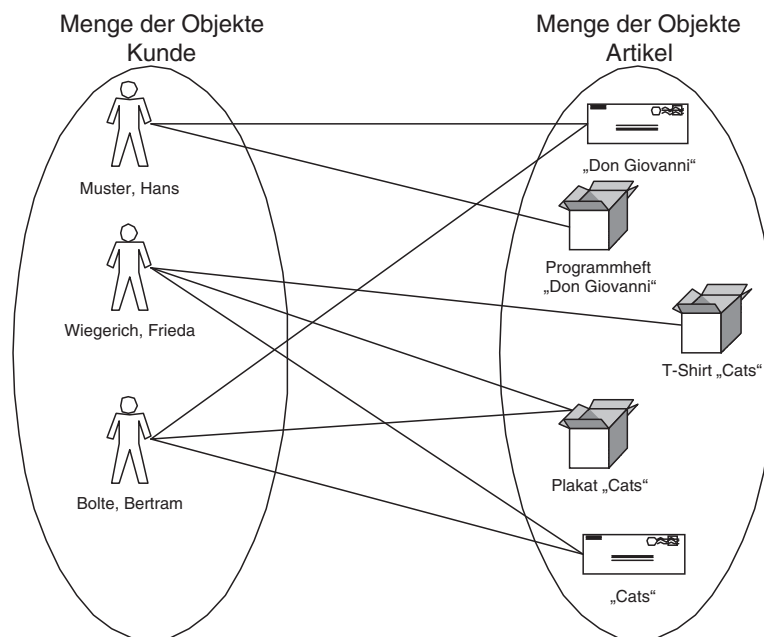 Menge der Objekte
Kunde
Menge der Objekte
Artikel
Muster, Hans
„Don Giovanni“
Programmheft
„Don Giovanni“
Wiegerich, Frieda
T-Shirt „Cats“
Bolte, Bertram
Plakat „Cats“
„Cats“